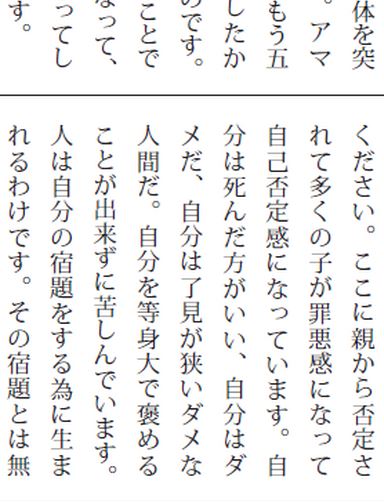 体を突
。アマ
もう五
したか
のです。
ことで
なって、
ってし
す。
ください。ここに親から否定さ
れて多くの子が罪悪感になって
自己否定感になっています。自
分は死んだ方がいい、自分はダ
メだ、自分は了見が狭いダメな
人間だ。自分を等身大で褒める
ことが出来ずに苦しんでいます。
人は自分の宿題をする為に生ま
れるわけです。その宿題とは無